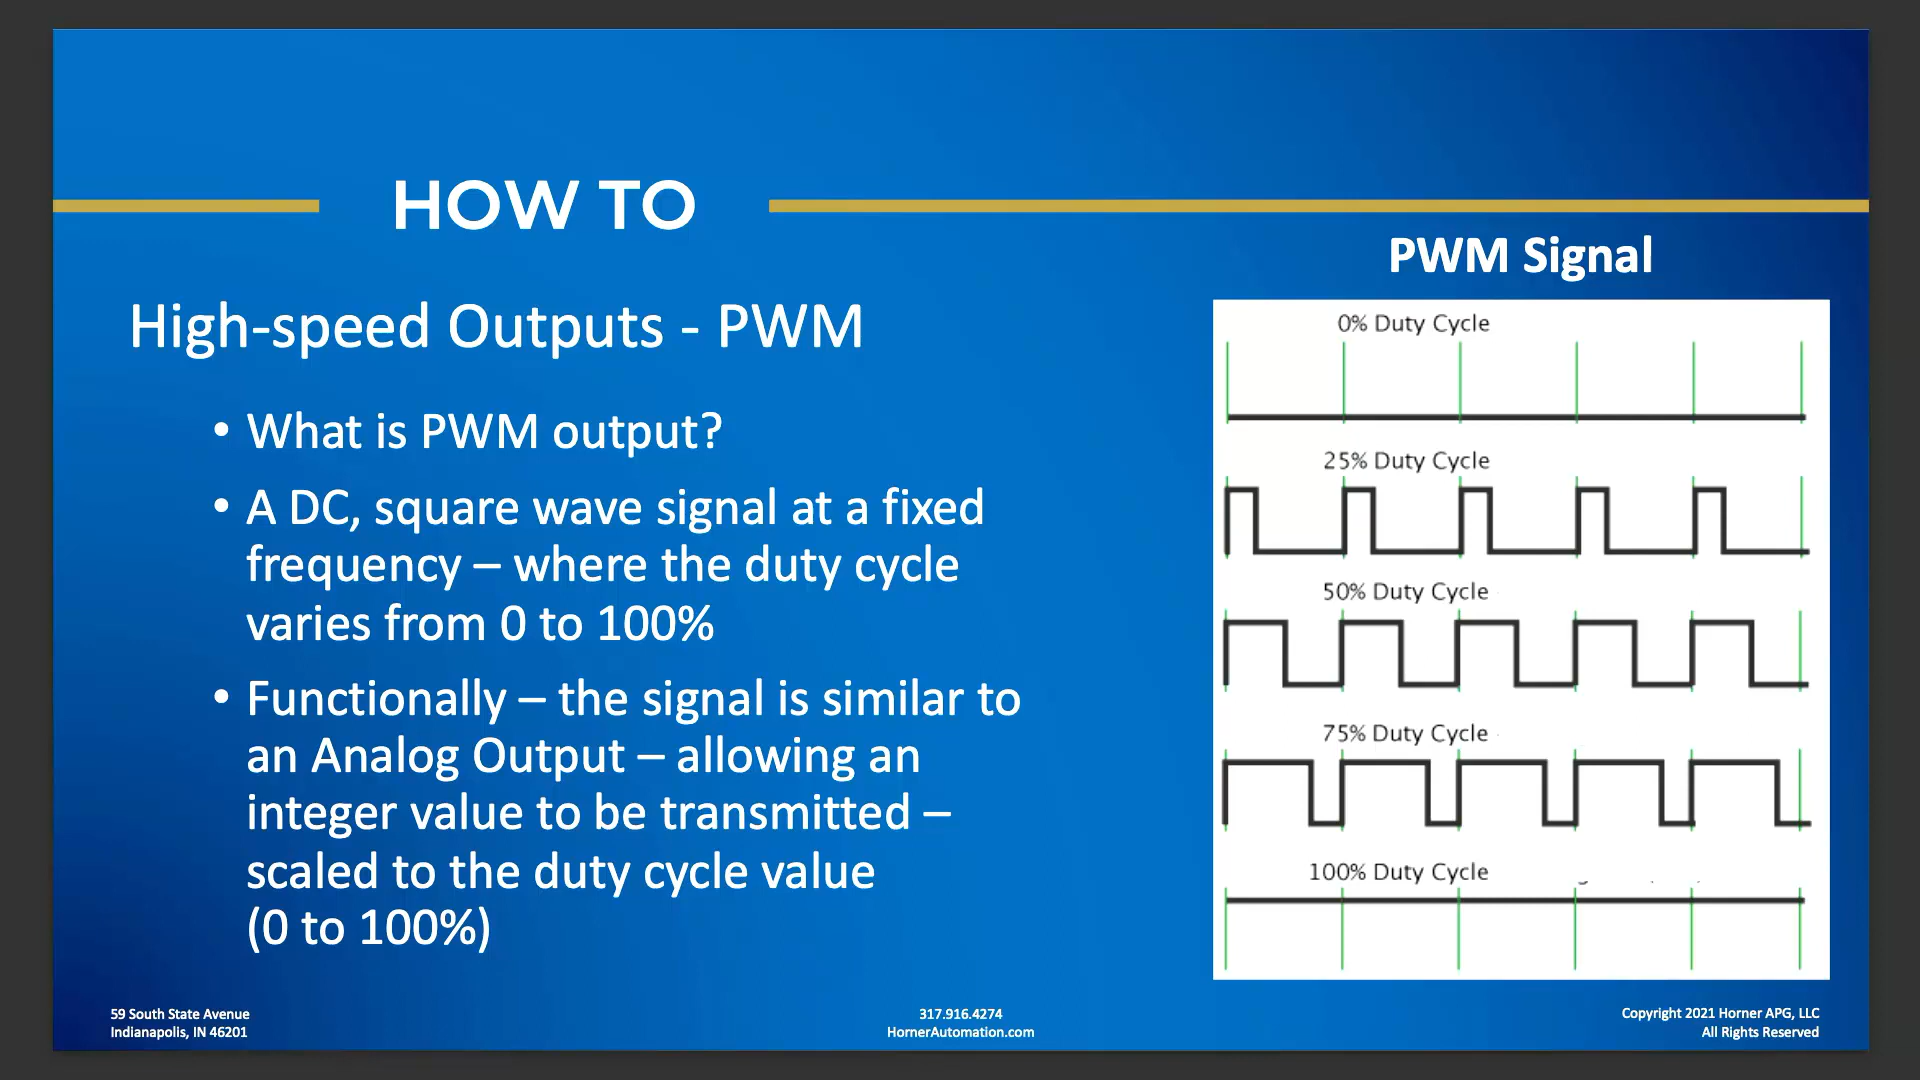 HOW TO
High-speed Outputs - PWM
• What is PWM output?
• A DC, square wave signal at a fixed
frequency – where the duty cycle
varies from 0 to 100%
• Functionally – the signal is similar to
an Analog Output – allowing an
integer value to be transmitted –
scaled to the duty cycle value
(0 to 100%)
PWM Signal
0% Duty Cycle
25% Duty Cycle
50% Duty Cycle
75% Duty Cycle
100% Duty Cycle
59 South State Avenue
Indianapolis, IN 46201
317.916.4274
HornerAutomation.com
Copyright 2021 Horner APG, LLC
All Rights Reserved